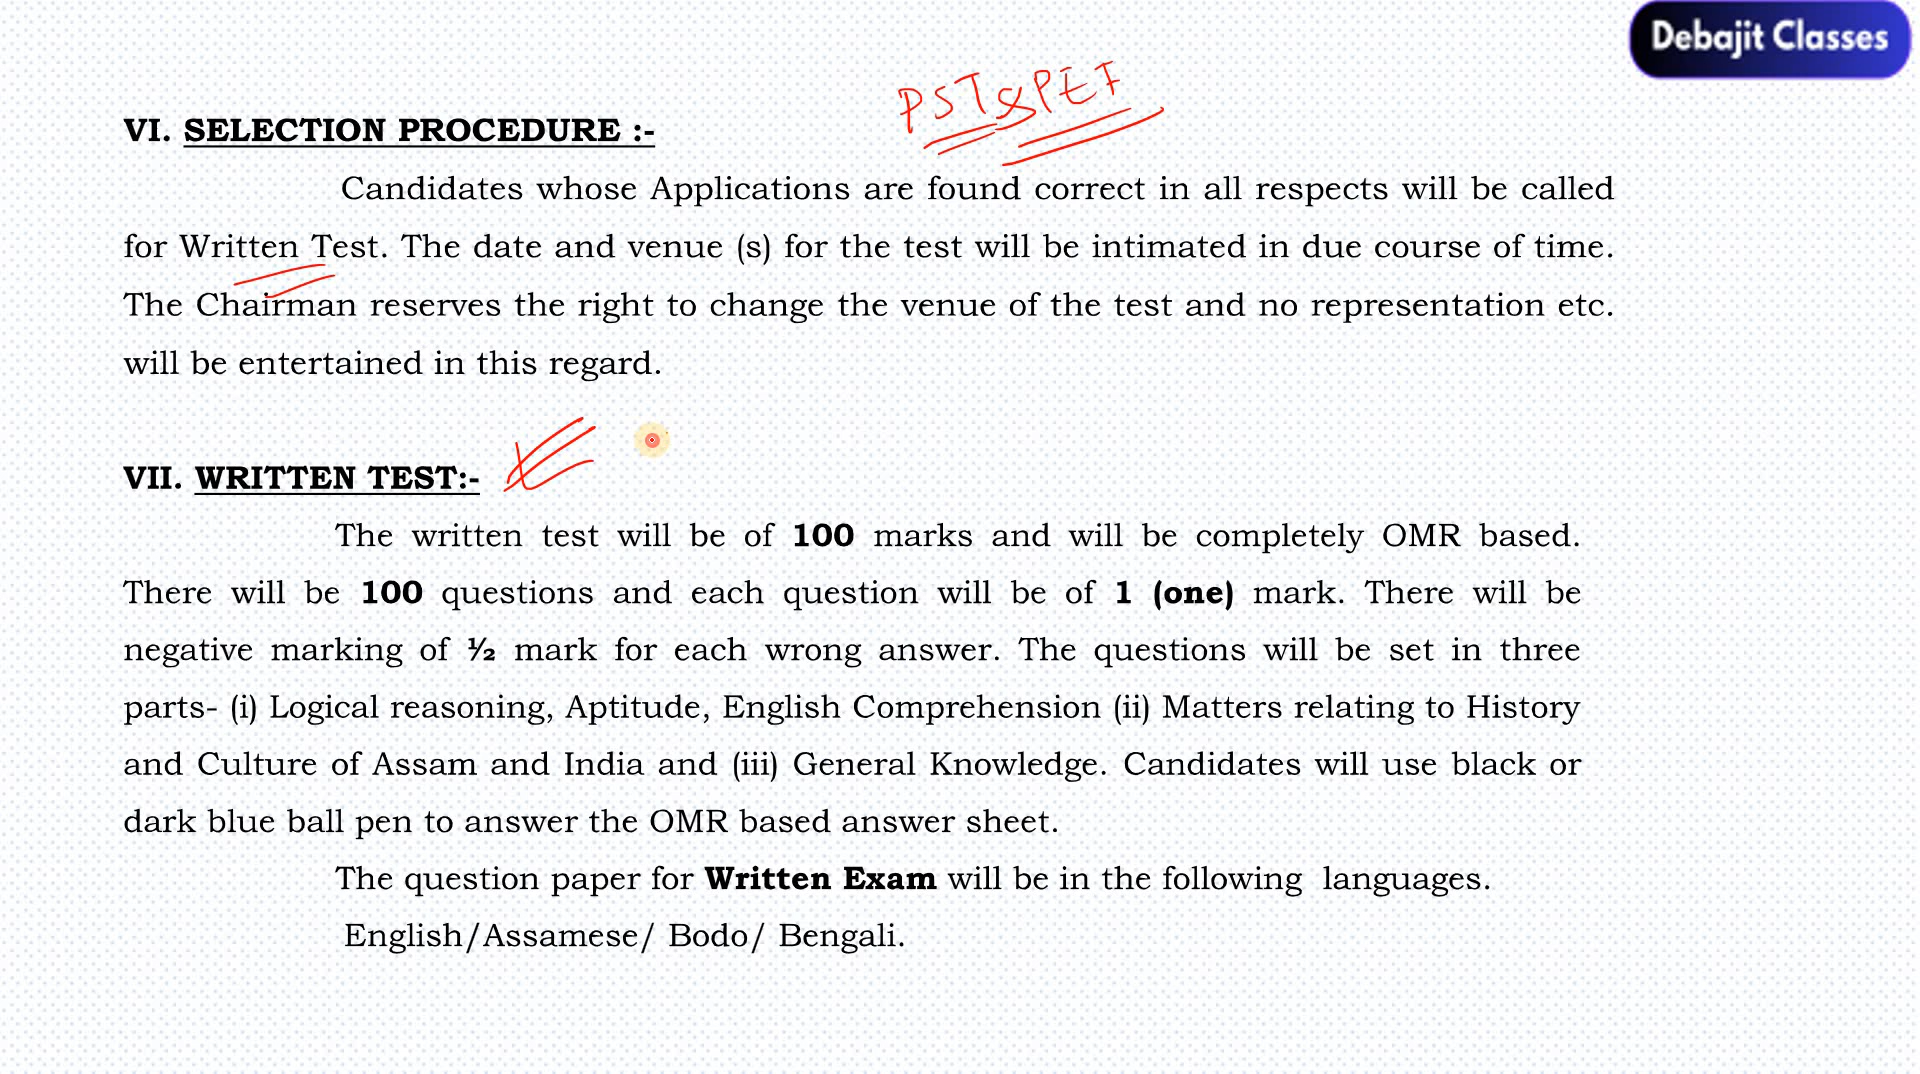 Debajit Classes
PST & PET
VI. SELECTION PROCEDURE :-
Candidates whose Applications are found correct in all respects will be called
for Written Test. The date and venue (s) for the test will be intimated in due course of time.
The Chairman reserves the right to change the venue of the test and no representation etc.
will be entertained in this regard.
VII. WRITTEN TEST:-
The written test will be of 100 marks and will be completely OMR based.
There will be 100 questions and each question will be of 1 (one) mark. There will be
negative marking of ½ mark for each wrong answer. The questions will be set in three
parts- (i) Logical reasoning, Aptitude, English Comprehension (ii) Matters relating to History
and Culture of Assam and India and (iii) General Knowledge. Candidates will use black or
dark blue ball pen to answer the OMR based answer sheet.
The question paper for Written Exam will be in the following languages.
English/Assamese/ Bodo/ Bengali.